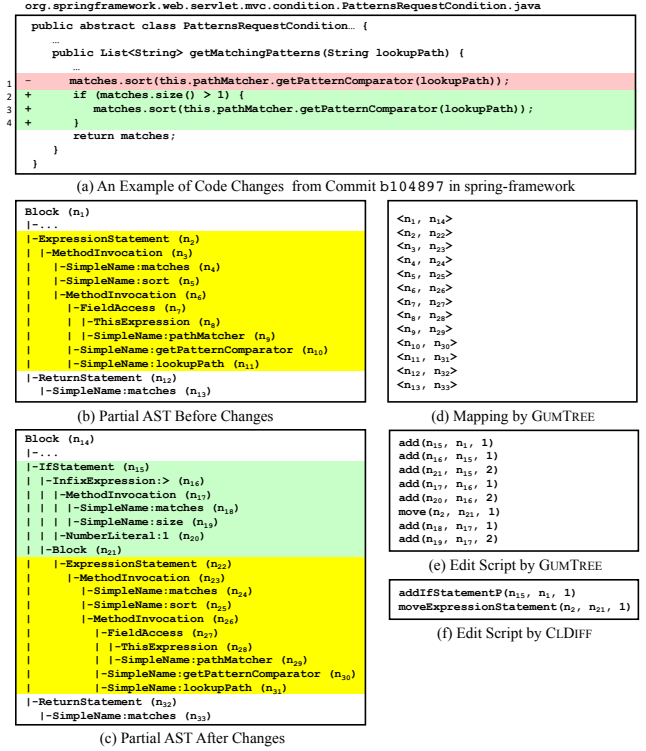 org.springframework.web.servlet.mvc.condition.PatternsRequestCondition.java
public abstract class PatternsRequestCondition… {
…
public List<String> getMatchingPatterns(String lookupPath) {
…
1 - matches.sort(this.pathMatcher.getPatternComparator(lookupPath));
2 + if (matches.size() > 1) {
3 + matches.sort(this.pathMatcher.getPatternComparator(lookupPath));
4 + }
return matches;
}
}
(a) An Example of Code Changes from Commit b104897 in spring-framework
Block (n1)
|-...
|-ExpressionStatement (n2)
| |-MethodInvocation (n3)
| |-SimpleName:matches (n4)
| |-SimpleName:sort (n5)
| |-MethodInvocation (n6)
| |-FieldAccess (n7)
| | |-ThisExpression (n8)
| | |-SimpleName:pathMatcher (n9)
| |-SimpleName:getPatternComparator (n10)
| |-SimpleName:lookupPath (n11)
|-ReturnStatement (n12)
|-SimpleName:matches (n13)
(b) Partial AST Before Changes
<n1, n14>
<n2, n22>
<n3, n23>
<n4, n24>
<n5, n25>
<n6, n26>
<n7, n27>
<n8, n28>
<n9, n29>
<n10, n30>
<n11, n31>
<n12, n32>
<n13, n33>
(d) Mapping by GUMTREE
Block (n14)
|-...
|-IfStatement (n15)
| |-InfixExpression:> (n16)
| | |-MethodInvocation (n17)
| | | |-SimpleName:matches (n18)
| | | |-SimpleName:size (n19)
| | |-NumberLiteral:1 (n20)
| |-Block (n21)
| |-ExpressionStatement (n22)
| |-MethodInvocation (n23)
| |-SimpleName:matches (n24)
| |-SimpleName:sort (n25)
| |-MethodInvocation (n26)
| |-FieldAccess (n27)
| | |-ThisExpression (n28)
| | |-SimpleName:pathMatcher (n29)
| |-SimpleName:getPatternComparator (n30)
| |-SimpleName:lookupPath (n31)
|-ReturnStatement (n32)
|-SimpleName:matches (n33)
(c) Partial AST After Changes
add(n15, n1, 1)
add(n16, n15, 1)
add(n21, n15, 2)
add(n17, n16, 1)
add(n20, n16, 2)
move(n2, n21, 1)
add(n18, n17, 1)
add(n19, n17, 2)
(e) Edit Script by GUMTREE
addIfStatementP(n15, n1, 1)
moveExpressionStatement(n2, n21, 1)
(f) Edit Script by CLDIFF